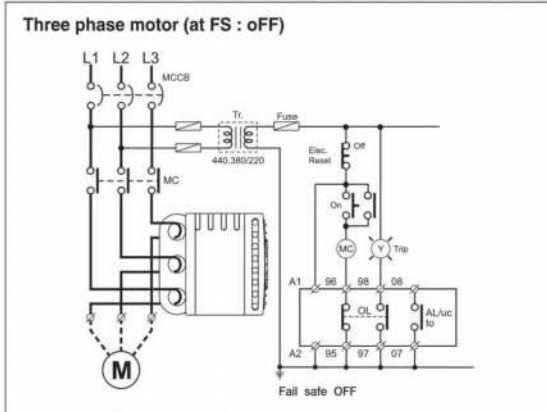 Three phase motor (at FS : oFF)
L1 L2 L3
MCCB
Tr. Fuse
440,380/220
Elec. Reset
Off
MC
On
MC
Y Trip
A1 96 98 08
OL
AL/uc
to
A2 95 97 07
M
Fail safe OFF